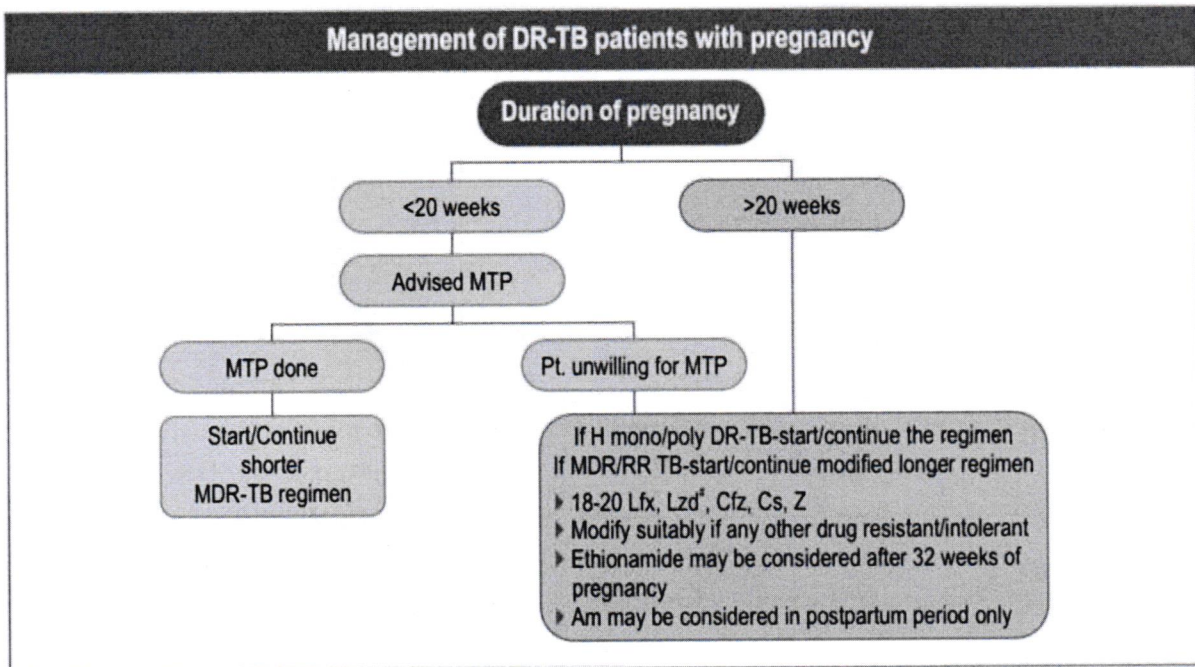 Management of DR-TB patients with pregnancy
Duration of pregnancy
<20 weeks
>20 weeks
Advised MTP
MTP done
Pt. unwilling for MTP
Start/Continue
shorter
MDR-TB regimen
If H mono/poly DR-TB-start/continue the regimen
If MDR/RR TB-start/continue modified longer regimen
▸ 18-20 Lfx, Lzd#, Cfz, Cs, Z
▸ Modify suitably if any other drug resistant/intolerant
▸ Ethionamide may be considered after 32 weeks of
pregnancy
▸ Am may be considered in postpartum period only